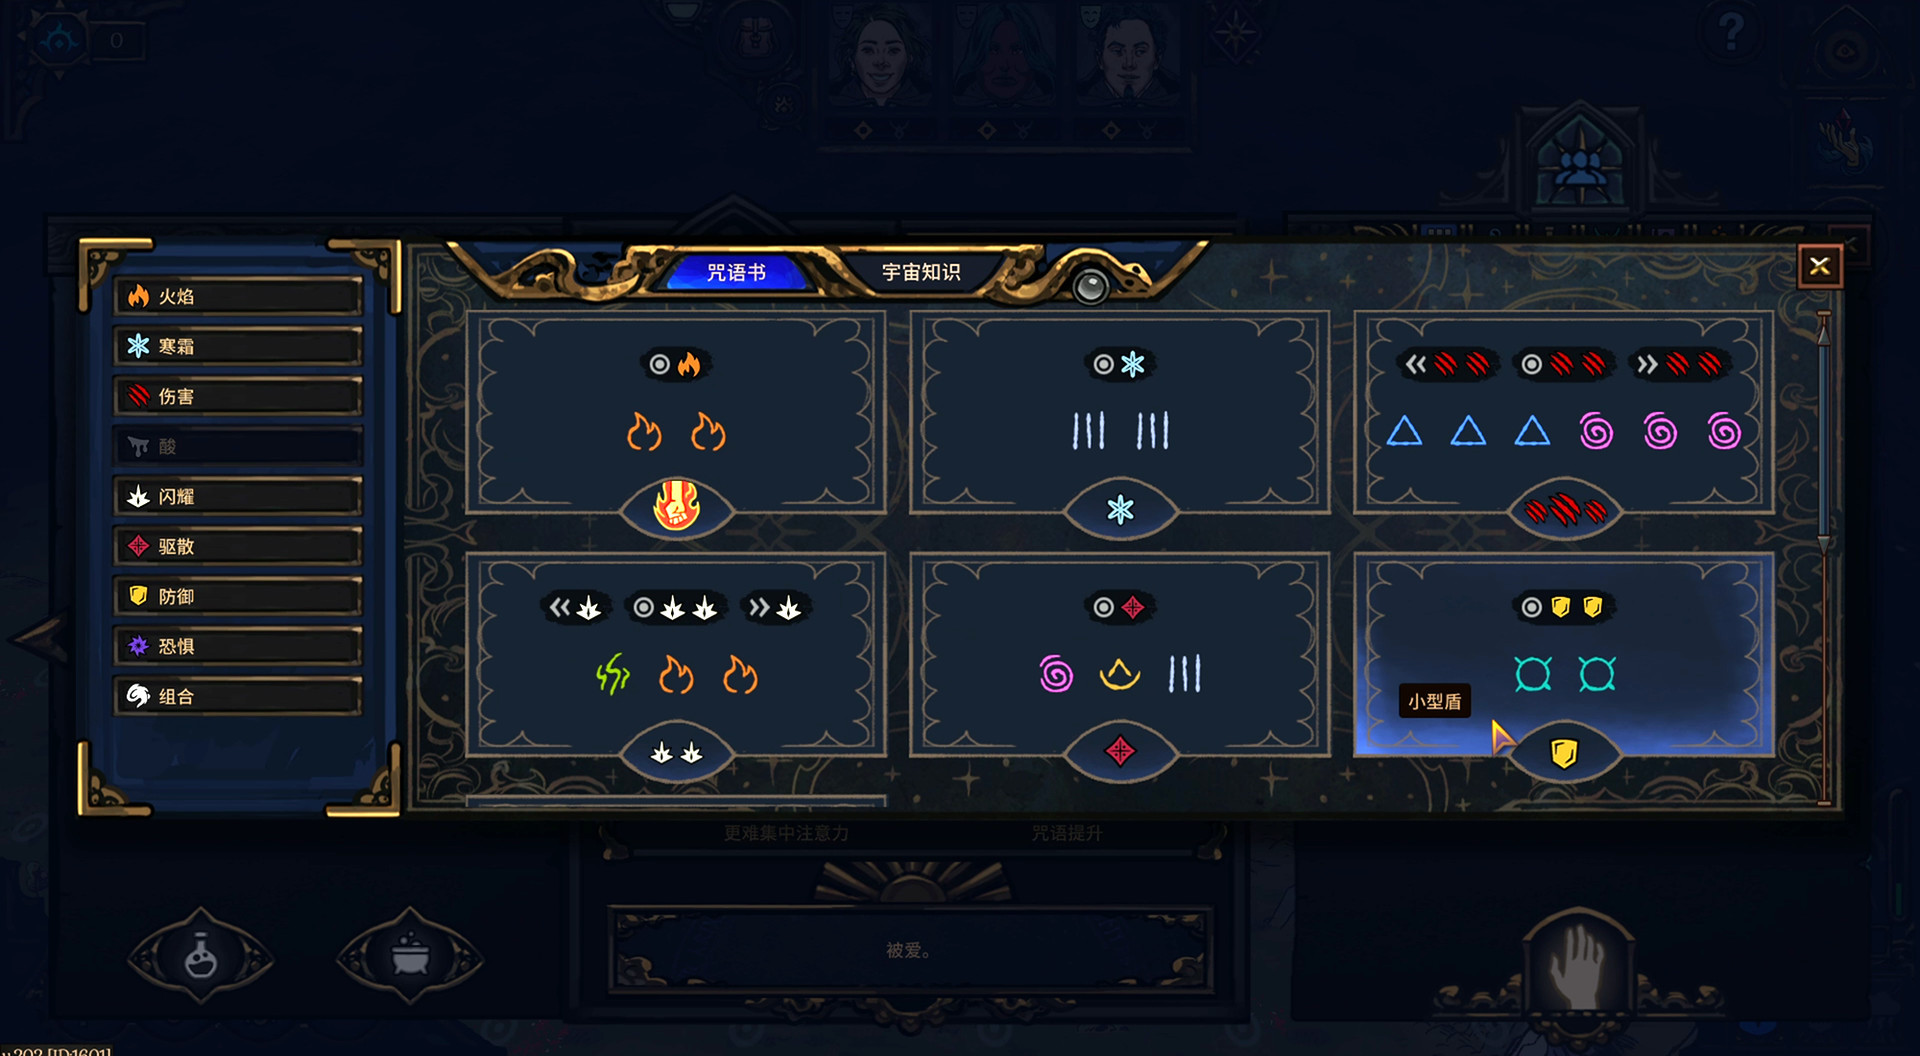 0
?
咒语书
宇宙知识
火焰
寒霜
伤害
酸
闪耀
驱散
防御
恐惧
组合
小型盾
更难集中注意力
咒语提升
被爱。